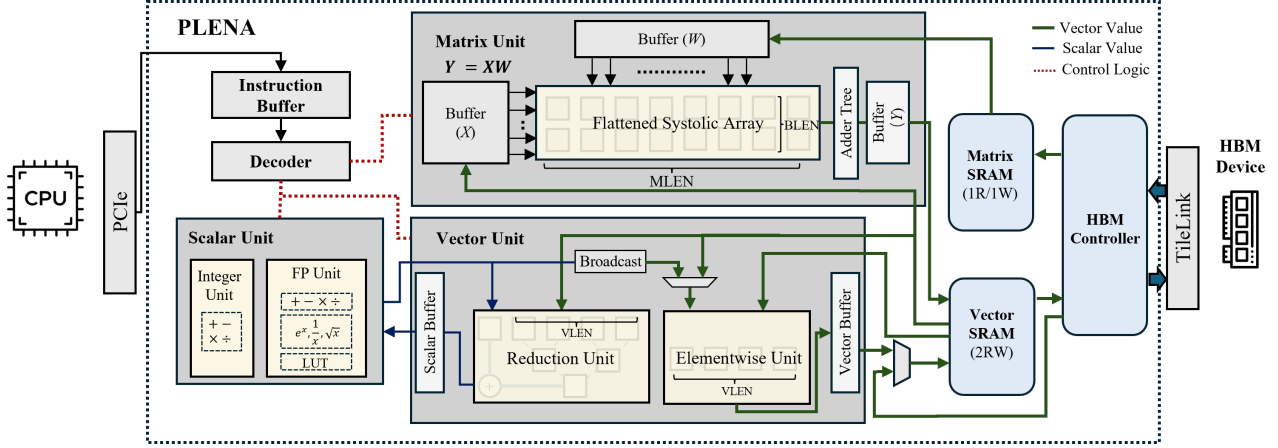 PLENA
Vector Value
Scalar Value
Control Logic
Matrix Unit
Y = XW
Buffer (W)
Instruction
Buffer
Buffer
(X)
Flattened Systolic Array
BLEN
Adder Tree
Buffer
(Y)
Decoder
MLEN
Matrix
SRAM
(1R/1W)
HBM
Controller
HBM
Device
TileLink
CPU
PCIe
Scalar Unit
Integer
Unit
+ −
× ÷
FP Unit
+ − × ÷
eˣ, 1/x, √x
LUT
Vector Unit
Broadcast
Scalar Buffer
VLEN
Reduction Unit
+
Elementwise Unit
VLEN
Vector Buffer
Vector
SRAM
(2RW)